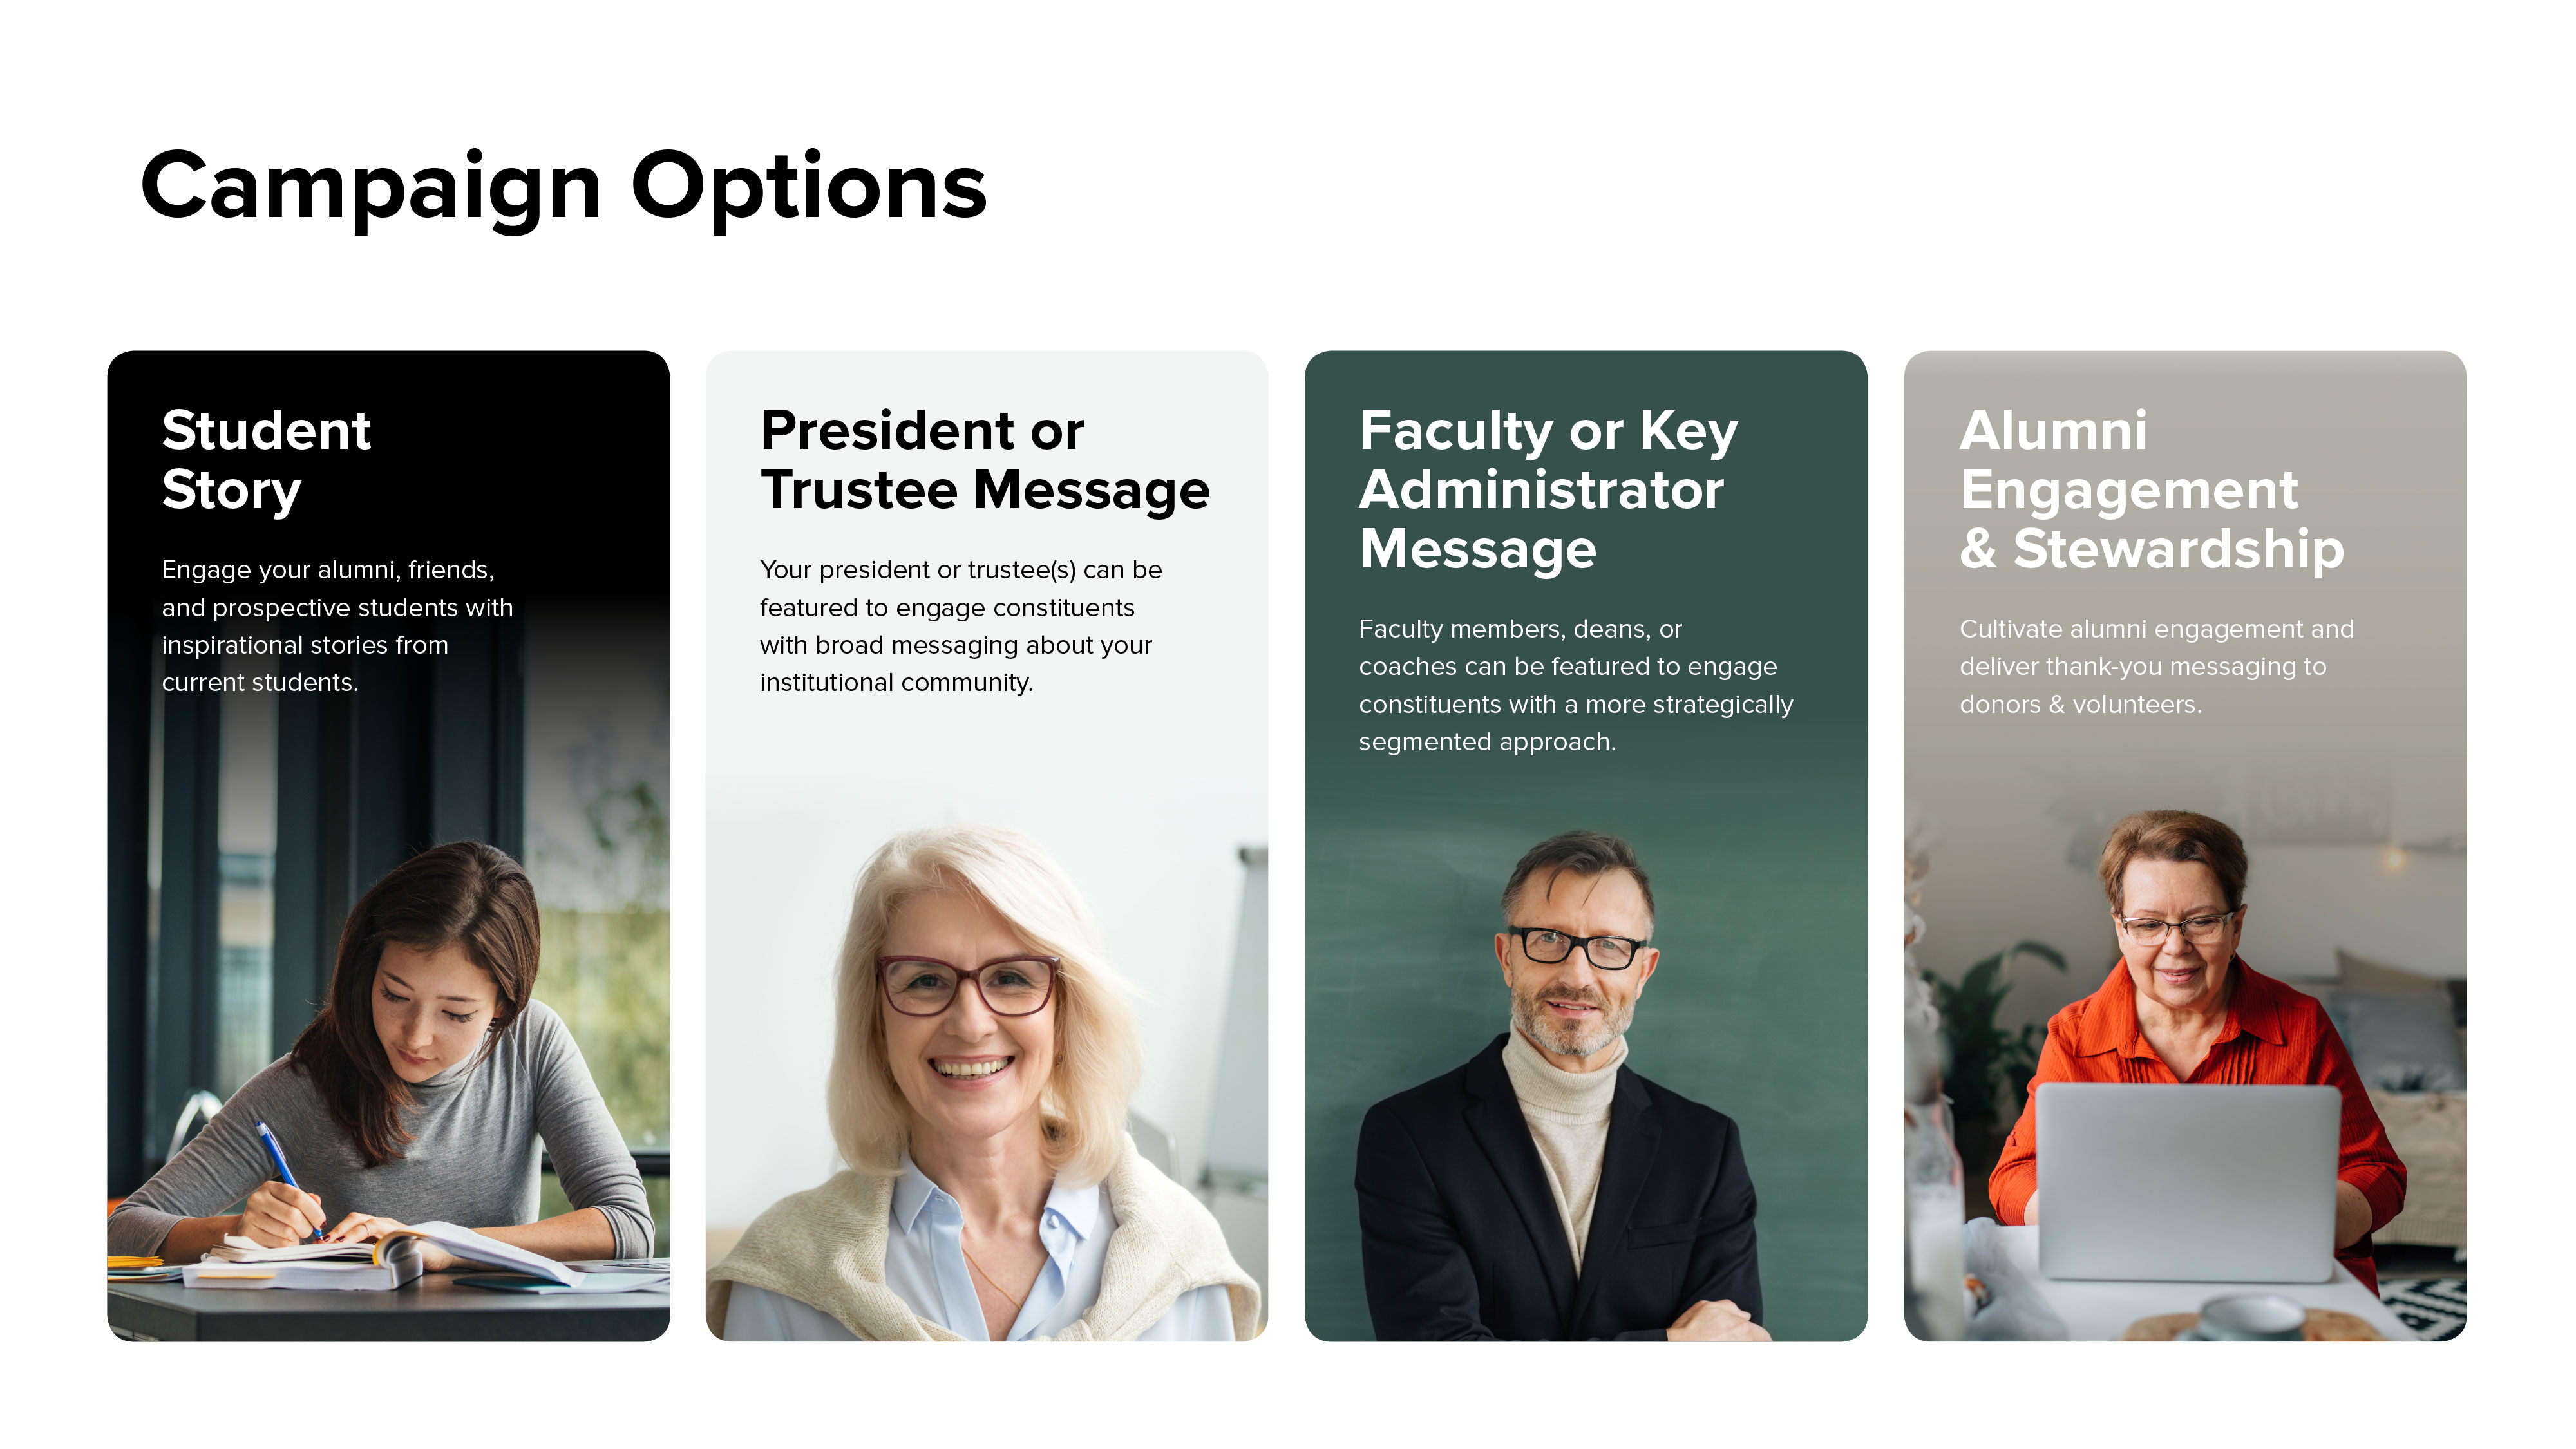 Campaign Options
Student
Story
Engage your alumni, friends,
and prospective students with
inspirational stories from
current students.
President or
Trustee Message
Your president or trustee(s) can be
featured to engage constituents
with broad messaging about your
institutional community.
Faculty or Key
Administrator
Message
Faculty members, deans, or
coaches can be featured to engage
constituents with a more strategically
segmented approach.
Alumni
Engagement
& Stewardship
Cultivate alumni engagement and
deliver thank-you messaging to
donors & volunteers.